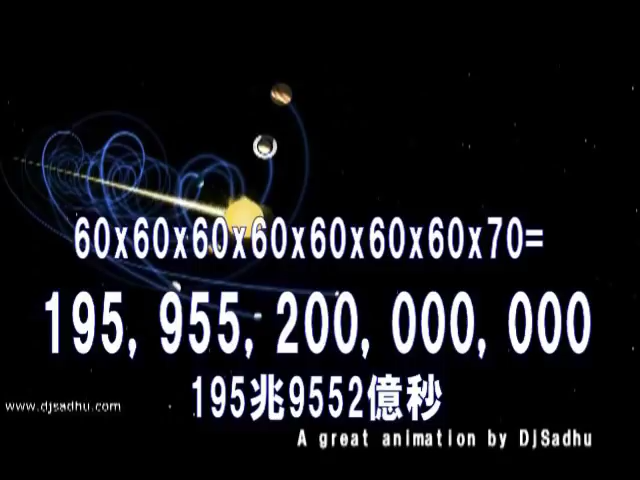 60x60x60x60x60x60x60x70=
195, 955, 200, 000, 000
195兆9552億秒
www.djsadhu.com
A great animation by DjSadhu